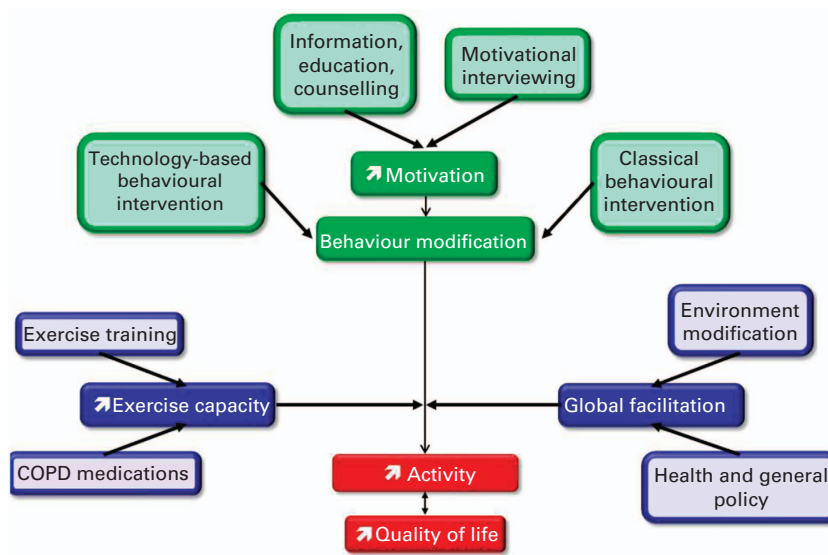 Information,
education,
counselling
Motivational
interviewing
Technology-based
behavioural
intervention
Motivation
Classical
behavioural
intervention
Behaviour modification
Exercise training
Environment
modification
Exercise capacity
Global facilitation
COPD medications
Activity
Health and general
policy
Quality of life